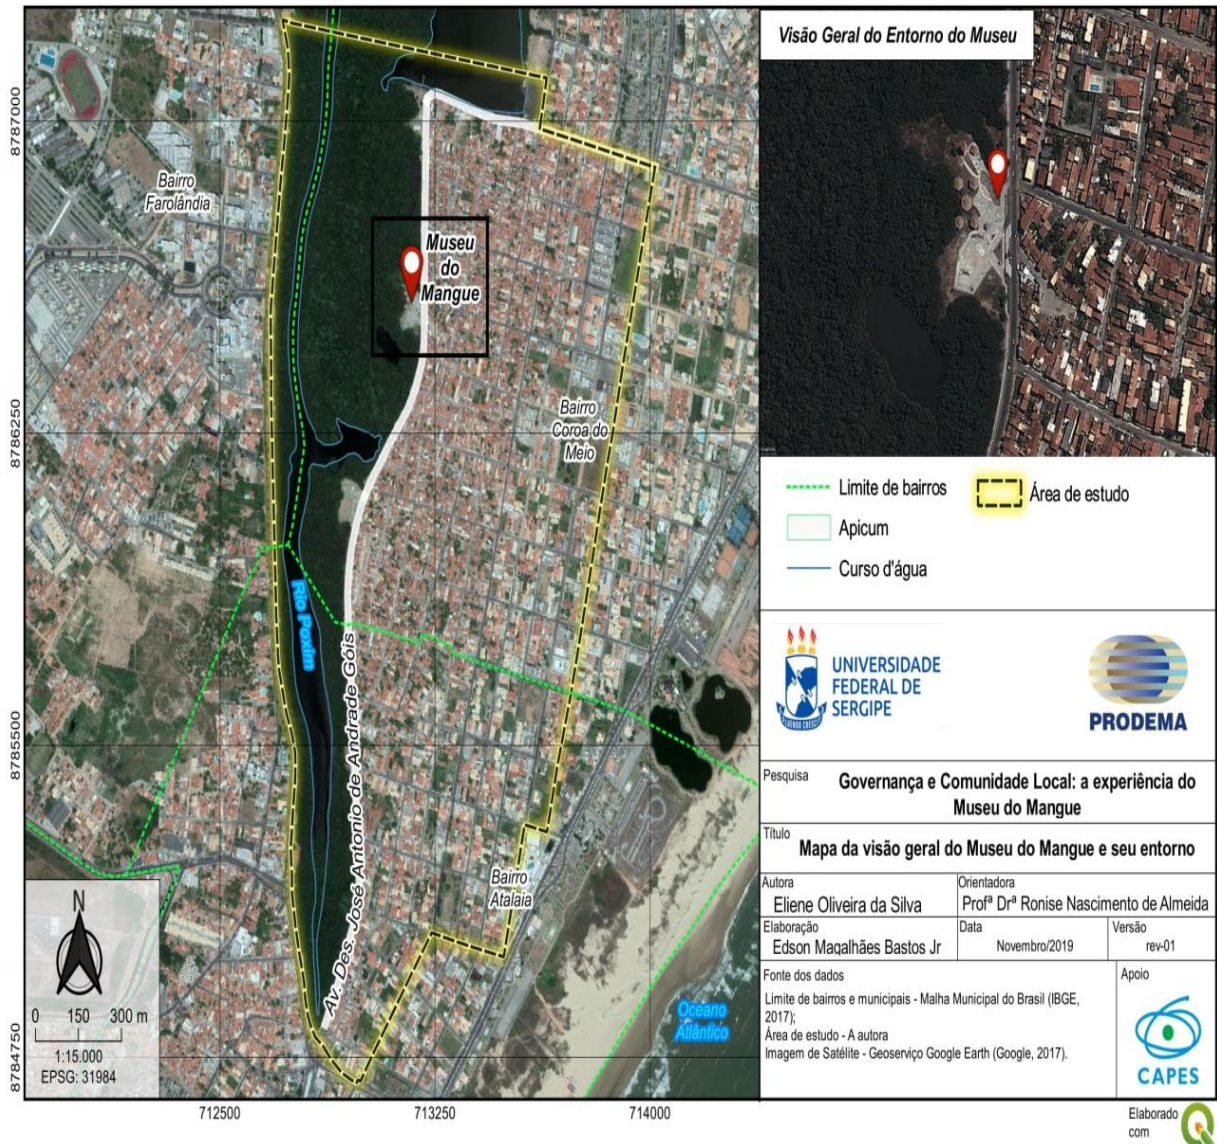 Visão Geral do Entorno do Museu
8787000
8786250
8785500
8784750
Bairro
Farolândia
Museu
do
Mangue
Bairro
Coroa do
Meio
Rio Poxim
Av. Des. José Antonio de Andrade Góis
Bairro
Atalaia
Oceano
Atlântico
N
0 150 300 m
1:15.000
EPSG: 31984
712500 713250 714000
Limite de bairros
Área de estudo
Apicum
Curso d'água
UNIVERSIDADE
FEDERAL DE
SERGIPE
PRODEMA
Pesquisa
Governança e Comunidade Local: a experiência do
Museu do Mangue
Título
Mapa da visão geral do Museu do Mangue e seu entorno
Autora
Eliene Oliveira da Silva
Orientadora
Profª Drª Ronise Nascimento de Almeida
Elaboração
Edson Magalhães Bastos Jr
Data
Novembro/2019
Versão
rev-01
Fonte dos dados
Limite de bairros e municipais - Malha Municipal do Brasil (IBGE,
2017);
Área de estudo - A autora
Imagem de Satélite - Geoserviço Google Earth (Google, 2017).
Apoio
CAPES
Elaborado
com